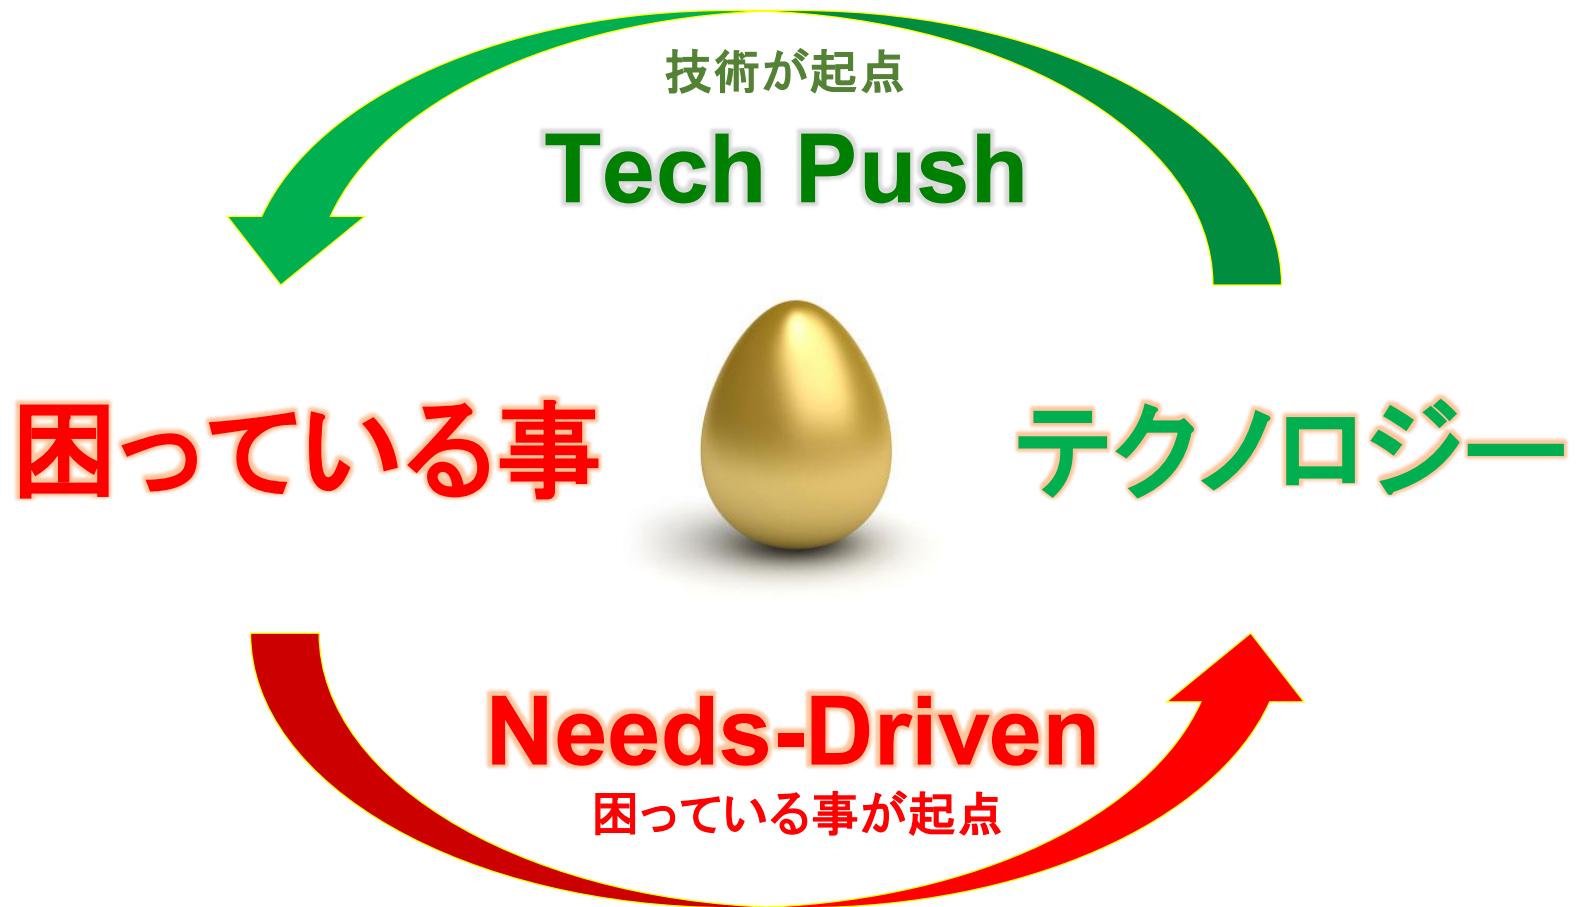 技術が起点
Tech Push
困っている事
テクノロジー
Needs-Driven
困っている事が起点